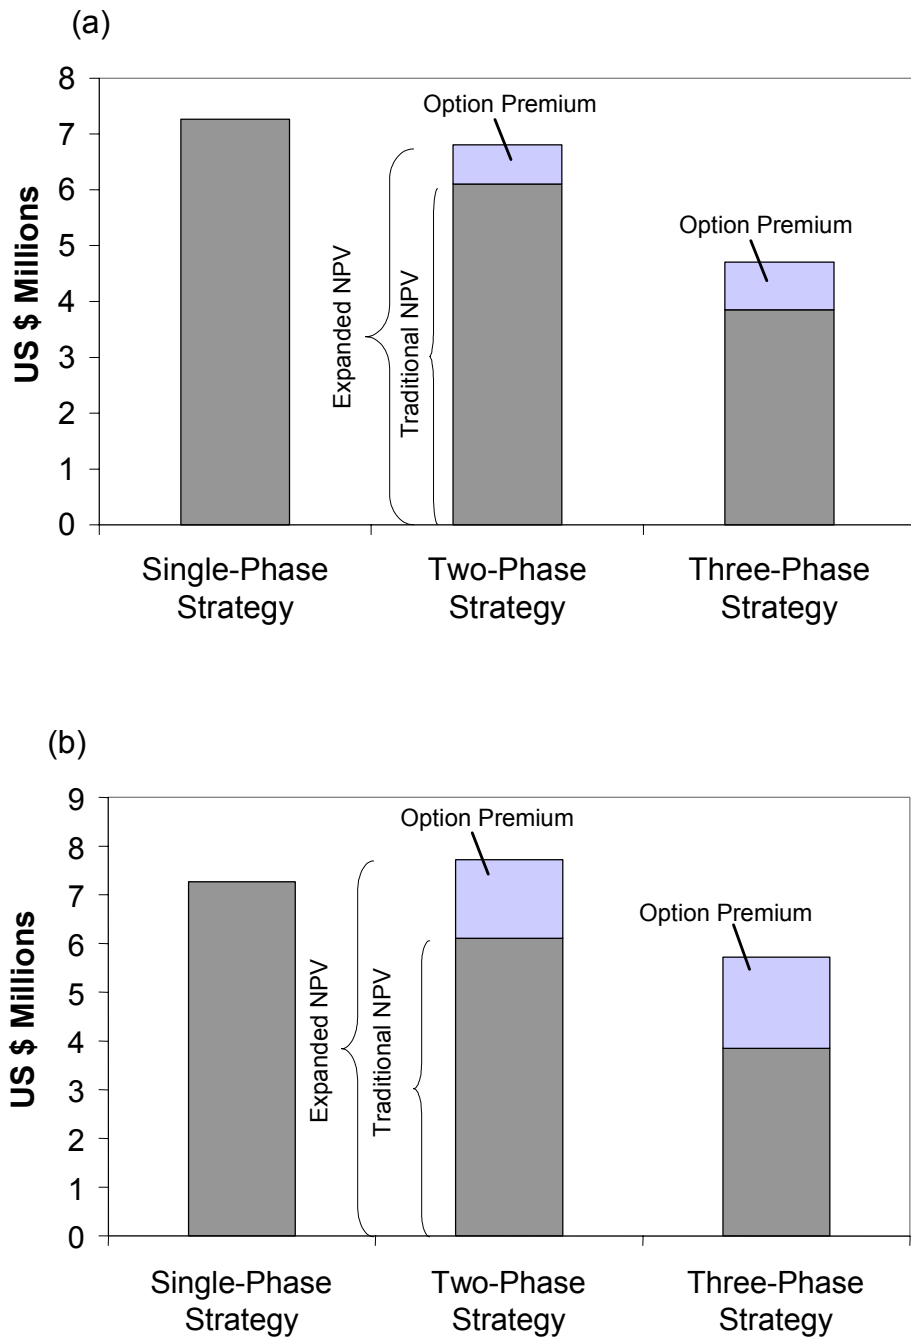 (a)
8
7
6
5
4
3
2
1
0
US $ Millions
Option Premium
Option Premium
Expanded NPV
Traditional NPV
Single-Phase
Strategy
Two-Phase
Strategy
Three-Phase
Strategy
(b)
9
8
7
6
5
4
3
2
1
0
US $ Millions
Option Premium
Option Premium
Expanded NPV
Traditional NPV
Single-Phase
Strategy
Two-Phase
Strategy
Three-Phase
Strategy